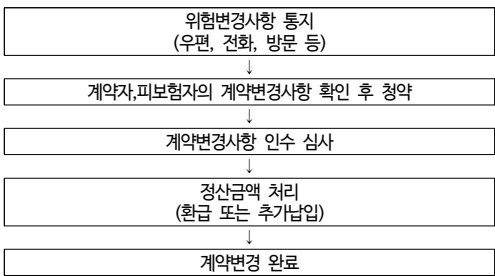 위험변경사항 통지
(우편, 전화, 방문 등)
↓
계약자,피보험자의 계약변경사항 확인 후 청약
↓
계약변경사항 인수 심사
↓
정산금액 처리
(환급 또는 추가납입)
↓
계약변경 완료